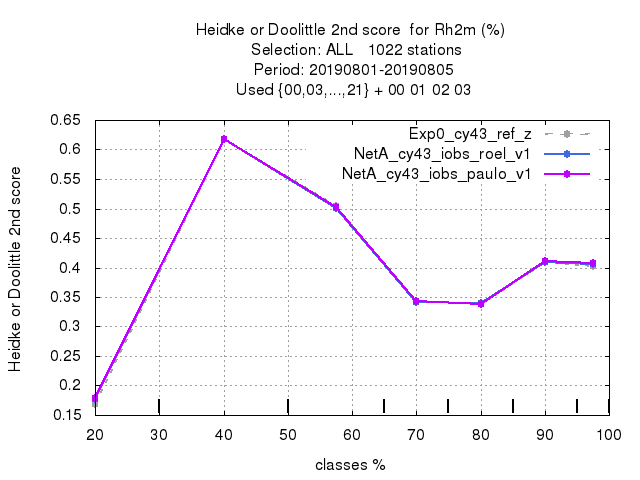 Heidke or Doolittle 2nd score  for Rh2m (%)
Selection: ALL   1022 stations
Period: 20190801-20190805
Used {00,03,...,21} + 00 01 02 03
Exp0_cy43_ref_z
NetA_cy43_iobs_roel_v1
NetA_cy43_iobs_paulo_v1
Heidke or Doolittle 2nd score
0.65
0.6
0.55
0.5
0.45
0.4
0.35
0.3
0.25
0.2
0.15
20 30 40 50 60 70 80 90 100
classes %